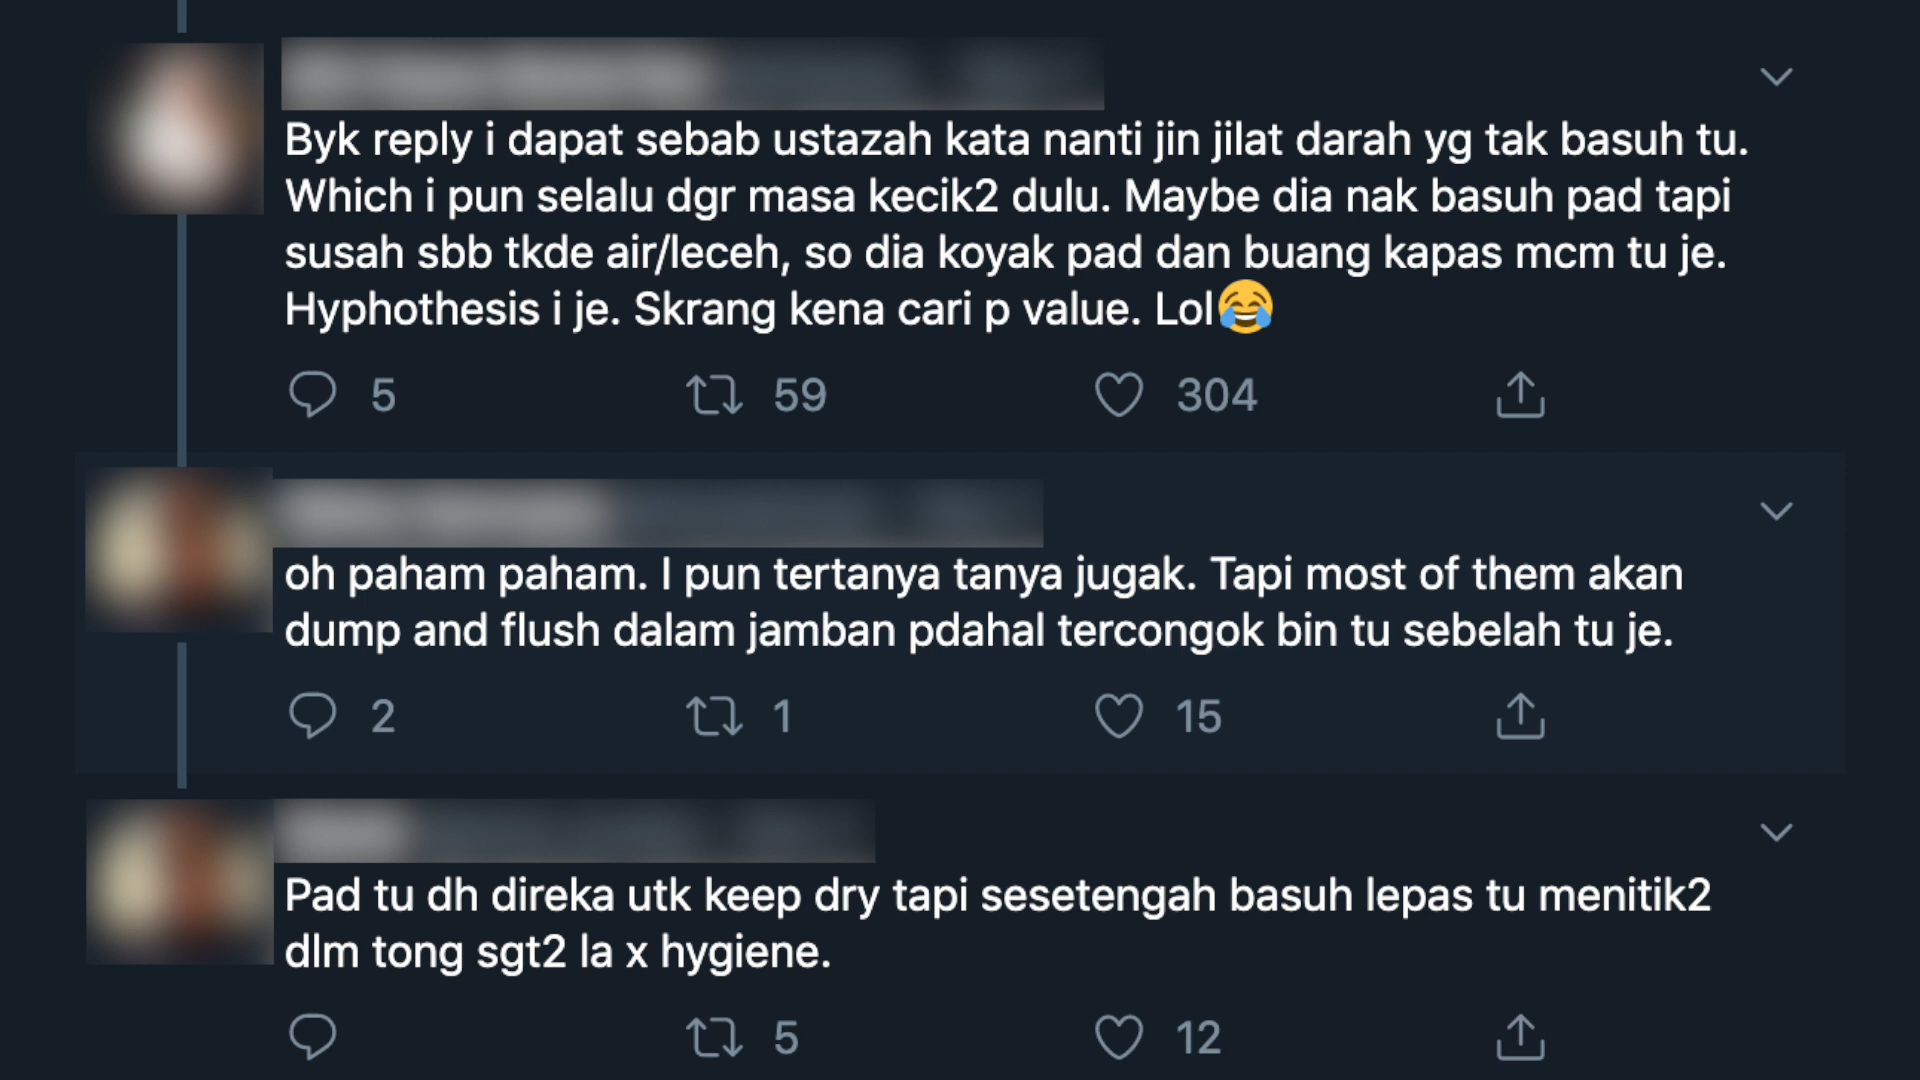 Byk reply i dapat sebab ustazah kata nanti jin jilat darah yg tak basuh tu.
Which i pun selalu dgr masa kecik2 dulu. Maybe dia nak basuh pad tapi
susah sbb tkde air/leceh, so dia koyak pad dan buang kapas mcm tu je.
Hyphothesis i je. Skrang kena cari p value. Lol😂
5 59 304
oh paham paham. I pun tertanya tanya jugak. Tapi most of them akan
dump and flush dalam jamban pdahal tercongok bin tu sebelah tu je.
2 1 15
Pad tu dh direka utk keep dry tapi sesetengah basuh lepas tu menitik2
dlm tong sgt2 la x hygiene.
5 12